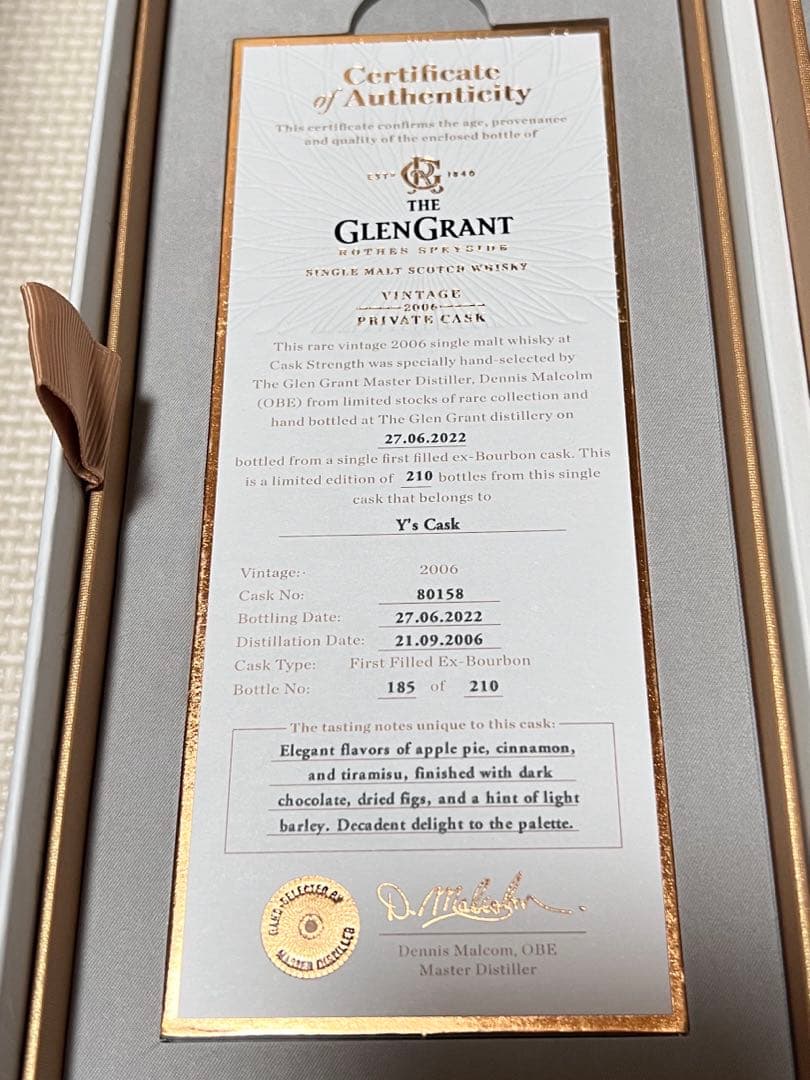 Certificate
of Authenticity
This certificate confirms the age, provenance
and quality of the enclosed bottle of
EST 1840
THE
GLENGRANT
ROTHES SPEYSIDE
SINGLE MALT SCOTCH WHISKY
VINTAGE
2006
PRIVATE CASK
This rare vintage 2006 single malt whisky at
Cask Strength was specially hand-selected by
The Glen Grant Master Distiller, Dennis Malcolm
(OBE) from limited stocks of rare collection and
hand bottled at The Glen Grant distillery on
27.06.2022
bottled from a single first filled ex-Bourbon cask. This
is a limited edition of 210 bottles from this single
cask that belongs to
Y's Cask
Vintage: 2006
Cask No: 80158
Bottling Date: 27.06.2022
Distillation Date: 21.09.2006
Cask Type: First Filled Ex-Bourbon
Bottle No: 185 of 210
The tasting notes unique to this cask:
Elegant flavors of apple pie, cinnamon,
and tiramisu, finished with dark
chocolate, dried figs, and a hint of light
barley. Decadent delight to the palette.
HAND-SELECTED BY
MASTER DISTILLER
D. Malcolm
Dennis Malcom, OBE
Master Distiller